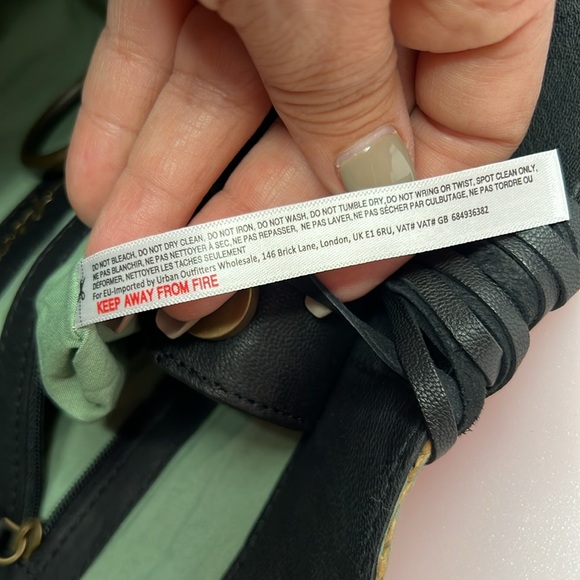 DO NOT BLEACH, DO NOT DRY CLEAN, DO NOT IRON, DO NOT WASH, DO NOT TUMBLE DRY, DO NOT WRING OR TWIST, SPOT CLEAN ONLY,
NE PAS BLANCHIR, NE PAS NETTOYER À SEC, NE PAS REPASSER, NE PAS LAVER, NE PAS SÉCHER PAR CULBUTAGE, NE PAS TORDRE OU
DÉFORMER, NETTOYER LES TÂCHES SEULEMENT
For EU-Imported by Urban Outfitters Wholesale, 146 Brick Lane, London, UK E1 6RU, VAT# VAT# GB 684936382
KEEP AWAY FROM FIRE